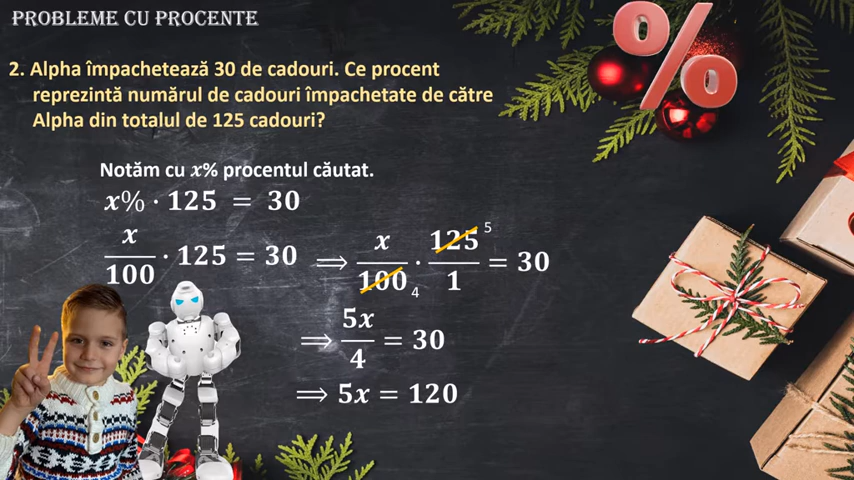 PROBLEME CU PROCENTE
%
2. Alpha împachetează 30 de cadouri. Ce procent
reprezintă numărul de cadouri împachetate de către
Alpha din totalul de 125 cadouri?
Notăm cu x% procentul căutat.
x% · 125 = 30
x/100 · 125 = 30 ⟹ x/100 4 · 125 5/1 = 30
⟹ 5x/4 = 30
⟹ 5x = 120